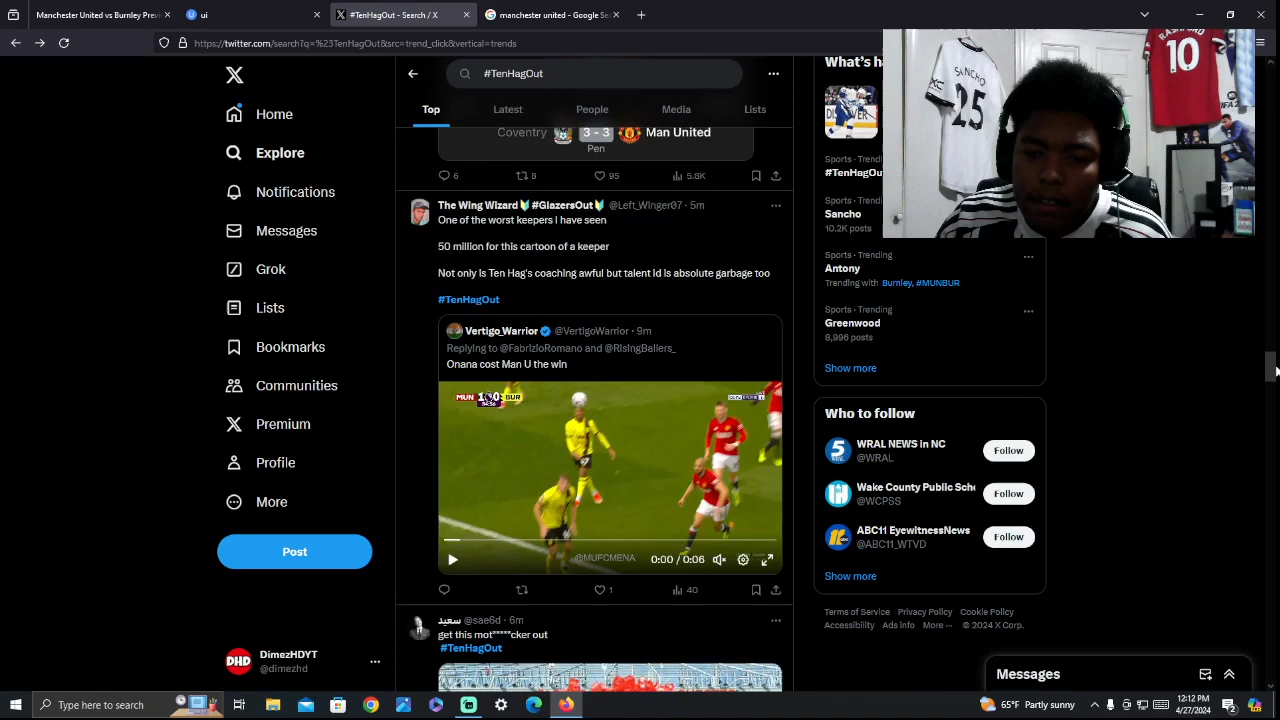 Manchester United vs Burnley Previ
ui
#TenHagOut - Search / X
manchester united - Google Se
https://twitter.com/search?q=%23TenHagOut&src=trend_click&vertical=trends
#TenHagOut
Top
Latest
People
Media
Lists
Home
Explore
Notifications
Messages
Grok
Lists
Bookmarks
Communities
Premium
Profile
More
Post
DimezHDYT
@dimezhd
Coventry 3 - 3 Man United
Pen
6
8
95
5.8K
The Wing Wizard #GlazersOut @Left_Winger07 · 5m
One of the worst keepers I have seen
50 million for this cartoon of a keeper
Not only is Ten Hag's coaching awful but talent id is absolute garbage too
#TenHagOut
Vertigo_Warrior @VertigoWarrior · 9m
Replying to @FabrizioRomano and @RisingBallers_
Onana cost Man U the win
MUN
BUR
@MUFCMENA
0:00 / 0:06
1
40
سعيد @sae6d · 6m
get this mot*****cker out
#TenHagOut
What's ha
Sports · Trendi
#TenHagOu
Sports · Trendi
Sancho
10.2K posts
Sports · Trending
Antony
Trending with Burnley, #MUNBUR
Sports · Trending
Greenwood
8,996 posts
Show more
Who to follow
WRAL NEWS in NC
@WRAL
Follow
Wake County Public Scho
@WCPSS
Follow
ABC11 EyewitnessNews
@ABC11_WTVD
Follow
Show more
Terms of Service Privacy Policy Cookie Policy
Accessibility Ads info More ··· © 2024 X Corp.
Messages
SANCHO
25
10
Type here to search
65°F Partly sunny
12:12 PM
4/27/2024